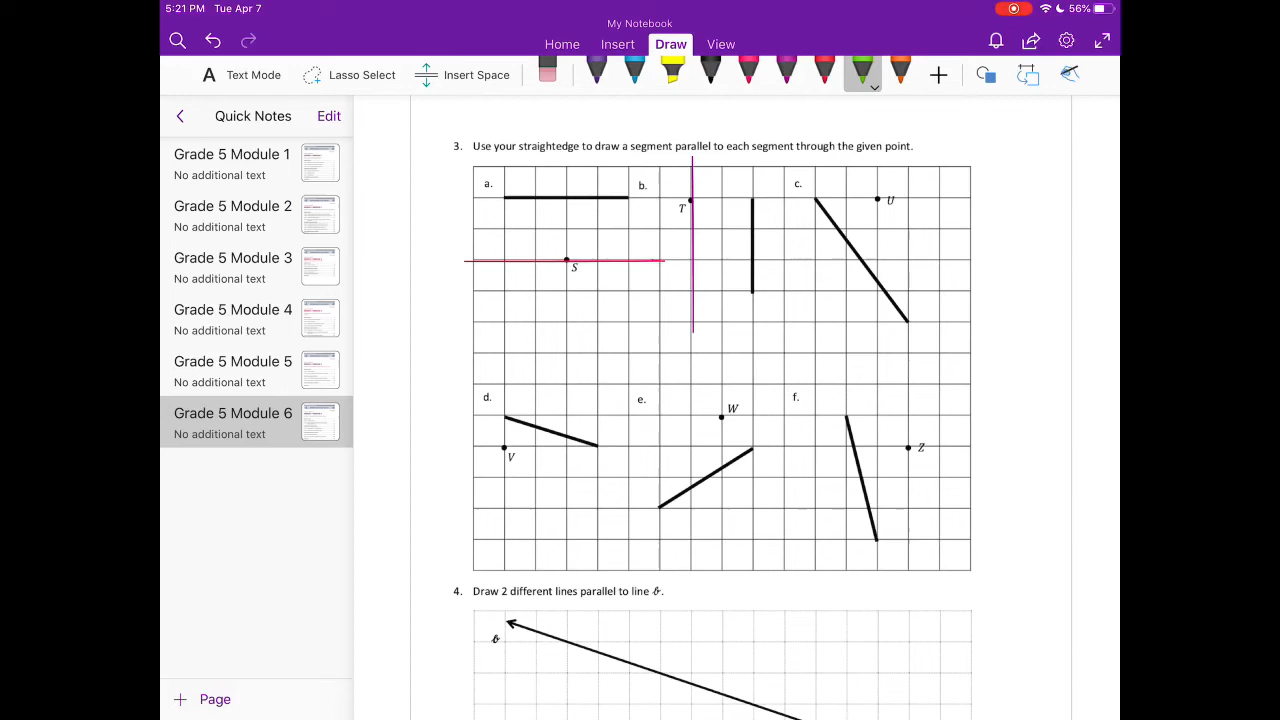 5:21 PM Tue Apr 7
56%
My Notebook
Home Insert Draw View
A Text Mode Lasso Select Insert Space
Quick Notes Edit
Grade 5 Module 1
No additional text
Grade 5 Module 2
No additional text
Grade 5 Module 3
No additional text
Grade 5 Module 4
No additional text
Grade 5 Module 5
No additional text
Grade 5 Module 6
No additional text
+ Page
3. Use your straightedge to draw a segment parallel to each segment through the given point.
a. b. c.
T U
S
d. e. f.
W
V Z
4. Draw 2 different lines parallel to line 𝒷.
𝒷